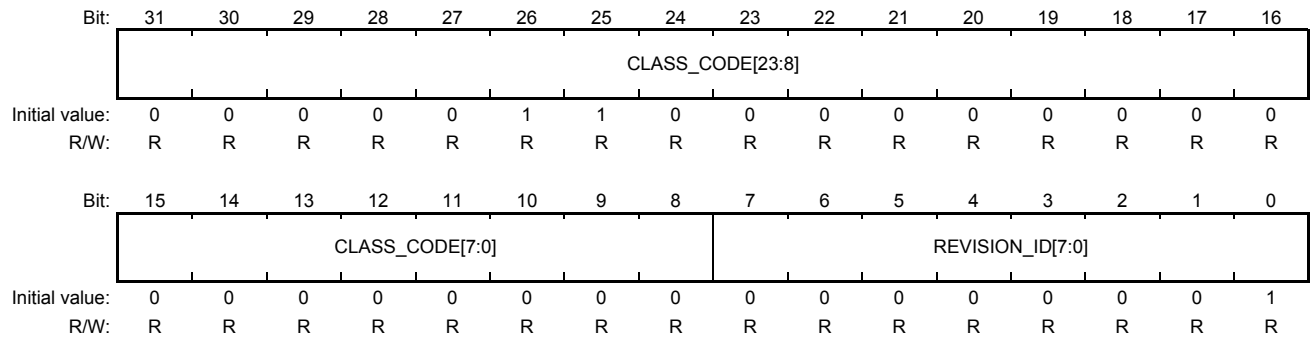 Bit: 31 30 29 28 27 26 25 24 23 22 21 20 19 18 17 16
CLASS_CODE[23:8]
Initial value: 0 0 0 0 0 1 1 0 0 0 0 0 0 0 0 0
R/W: R R R R R R R R R R R R R R R R
Bit: 15 14 13 12 11 10 9 8 7 6 5 4 3 2 1 0
CLASS_CODE[7:0] REVISION_ID[7:0]
Initial value: 0 0 0 0 0 0 0 0 0 0 0 0 0 0 0 1
R/W: R R R R R R R R R R R R R R R R